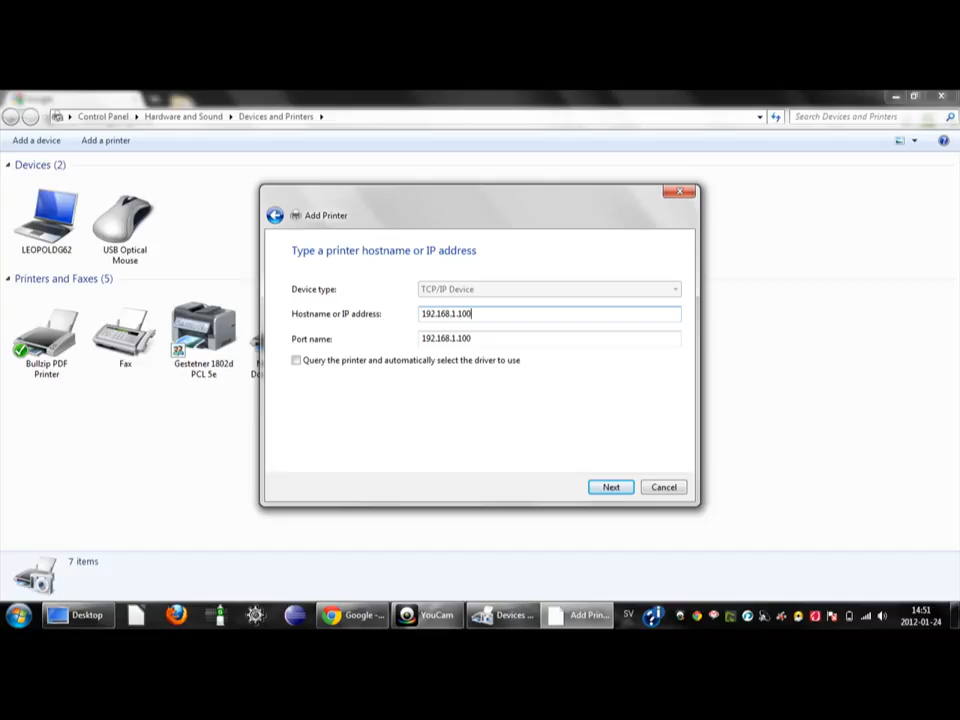 Control Panel
Hardware and Sound
Devices and Printers
Search Devices and Printers
Add a device
Add a printer
Devices (2)
LEOPOLDG62
USB Optical
Mouse
Printers and Faxes (5)
Bullzip PDF
Printer
Fax
Gestetner 1802d
PCL 5e
Add Printer
Type a printer hostname or IP address
Device type:
TCP/IP Device
Hostname or IP address:
192.168.1.100
Port name:
192.168.1.100
Query the printer and automatically select the driver to use
Next
Cancel
7 items
Desktop
Google -...
YouCam
Devices ...
Add Prin...
SV
14:51
2012-01-24